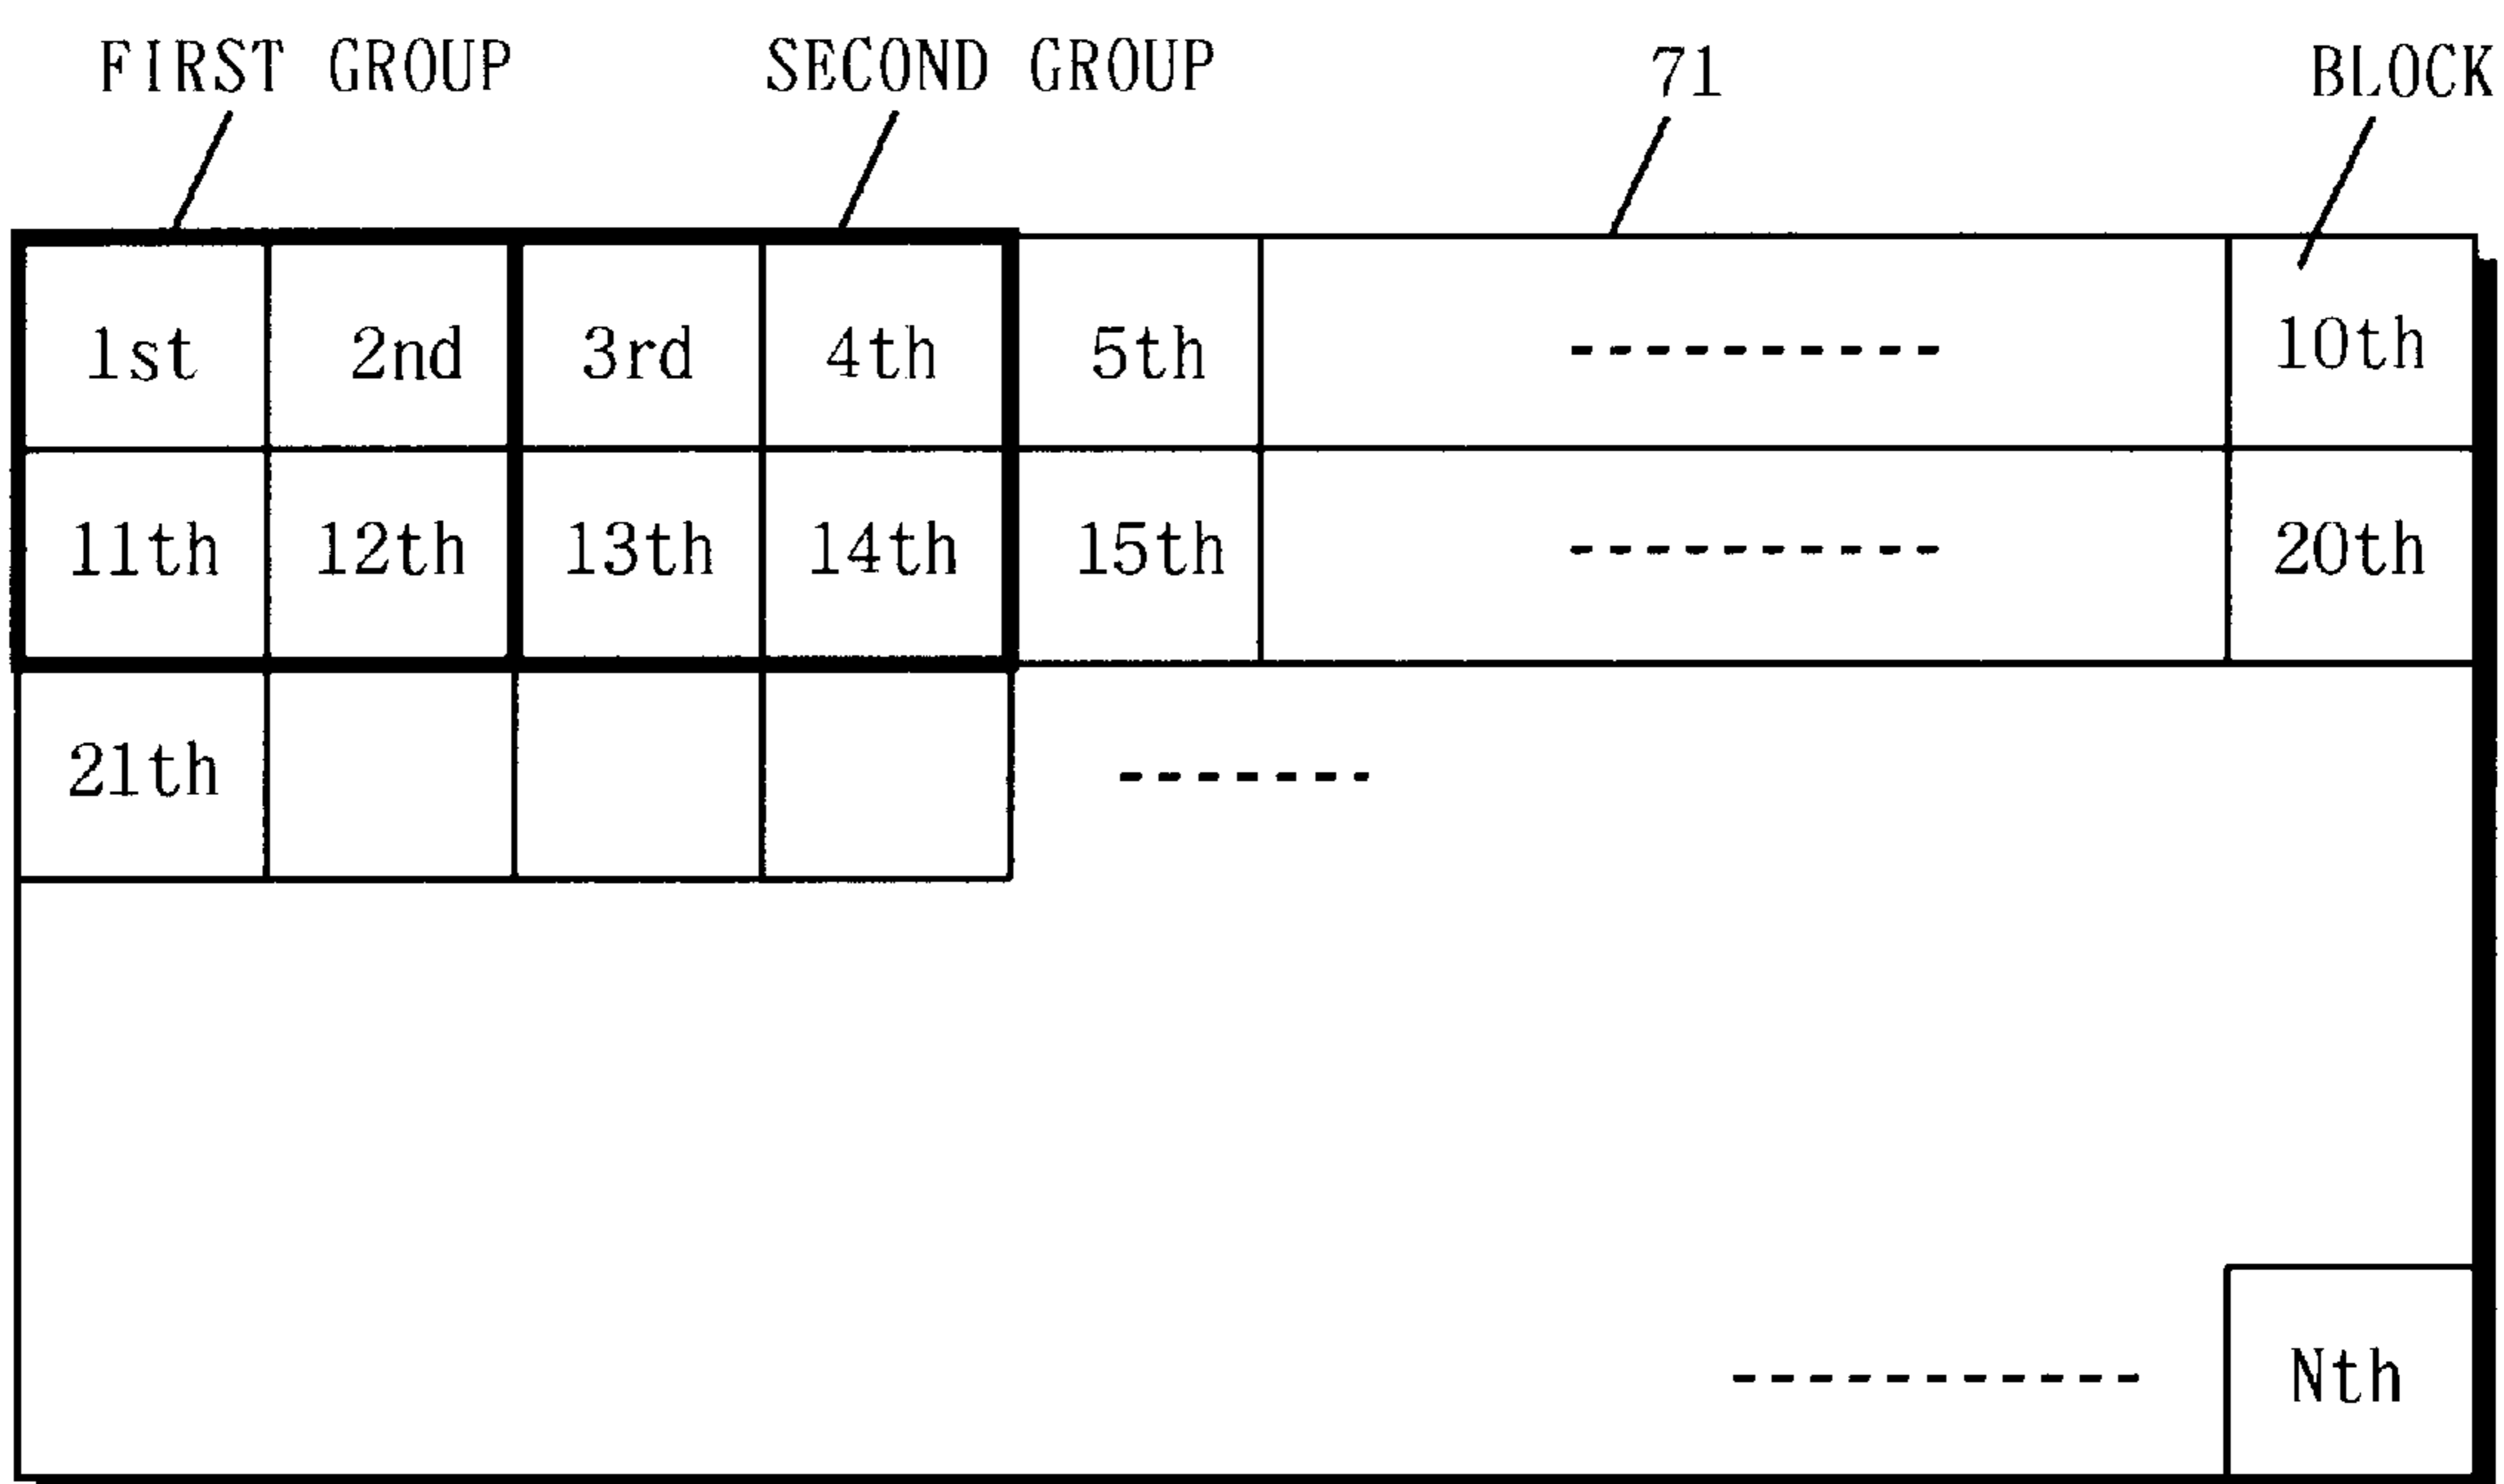 FIRST GROUP SECOND GROUP 71 BLOCK
1st 2nd 3rd 4th 5th ---------- 10th
11th 12th 13th 14th 15th ---------- 20th
21th -------
----------- Nth